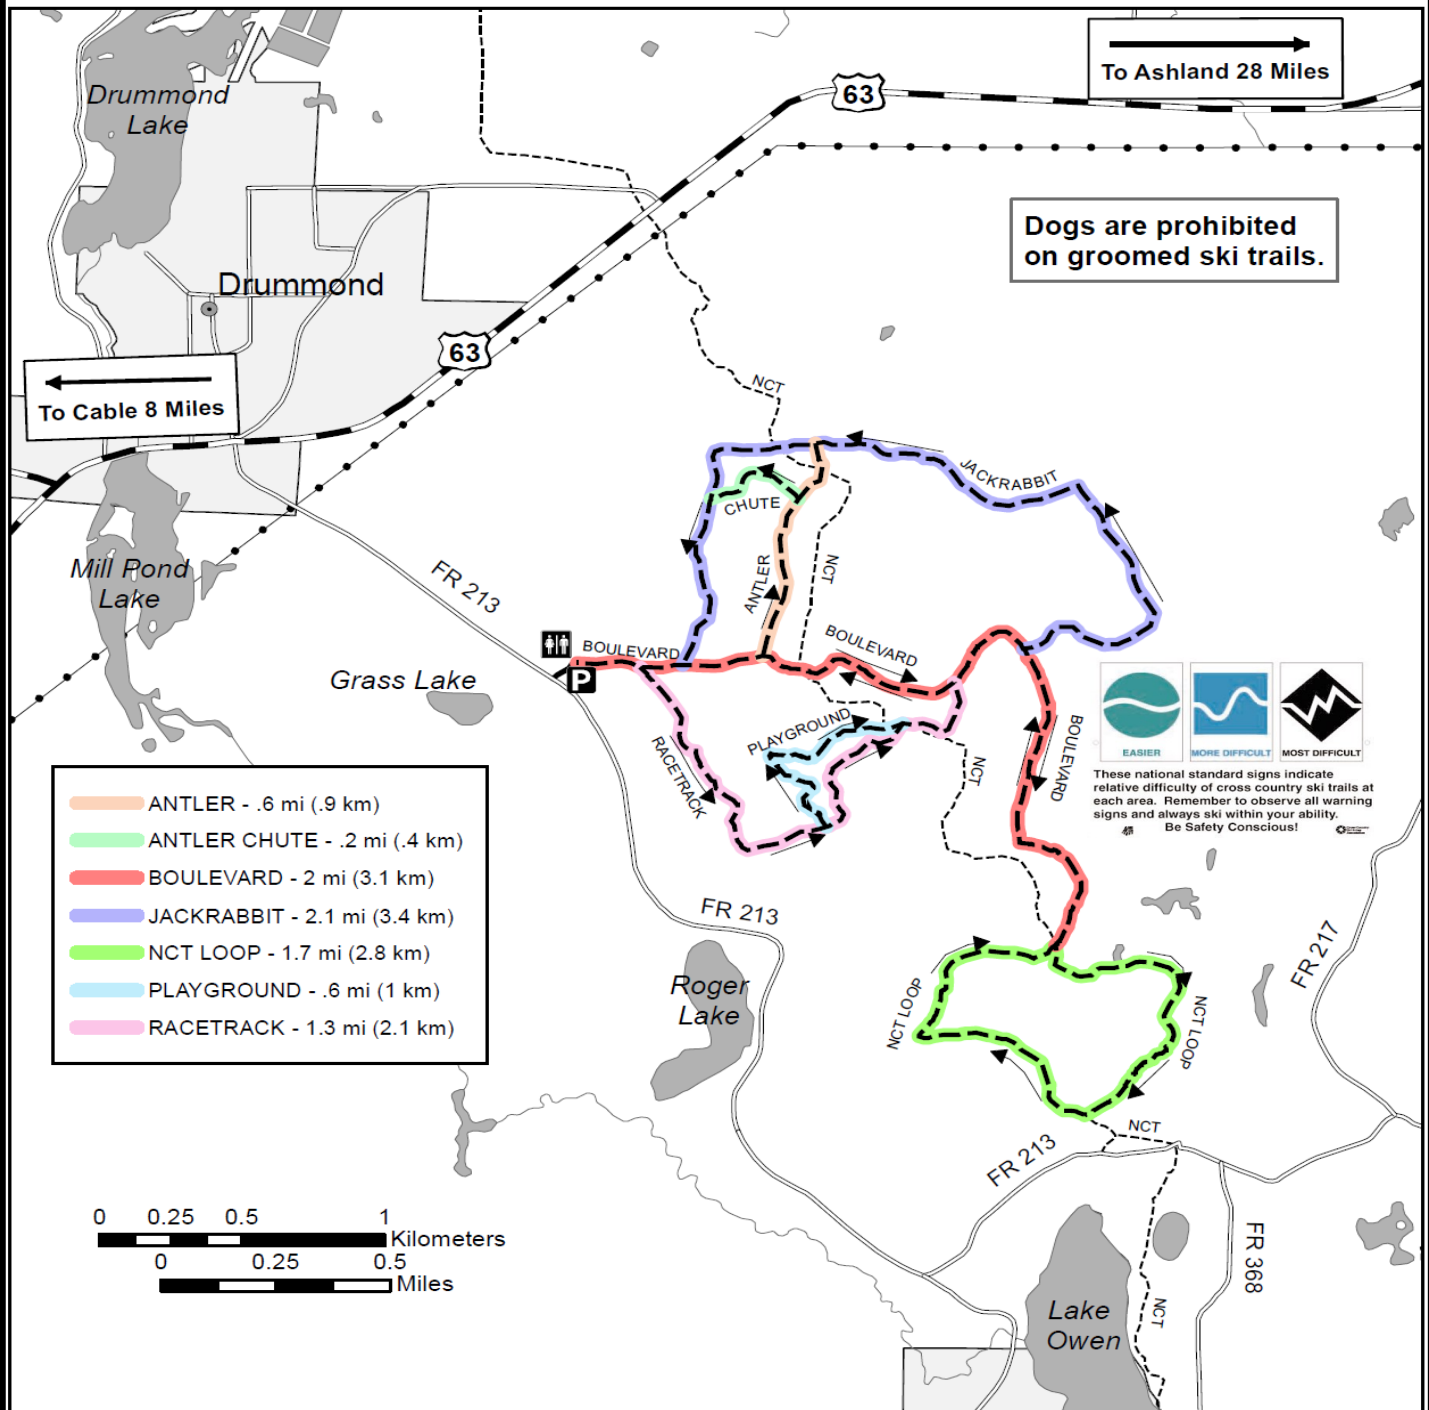 To Ashland 28 Miles
63
Drummond
Lake
Dogs are prohibited
on groomed ski trails.
Drummond
63
To Cable 8 Miles
NCT
JACKRABBIT
CHUTE
Mill Pond
Lake
FR 213
ANTLER
NCT
BOULEVARD
BOULEVARD
P
Grass Lake
PLAYGROUND
RACETRACK
NCT
BOULEVARD
EASIER
MORE DIFFICULT
MOST DIFFICULT
These national standard signs indicate
relative difficulty of cross country ski trails at
each area. Remember to observe all warning
signs and always ski within your ability.
Be Safety Conscious!
ANTLER - .6 mi (.9 km)
ANTLER CHUTE - .2 mi (.4 km)
BOULEVARD - 2 mi (3.1 km)
JACKRABBIT - 2.1 mi (3.4 km)
NCT LOOP - 1.7 mi (2.8 km)
PLAYGROUND - .6 mi (1 km)
RACETRACK - 1.3 mi (2.1 km)
FR 213
FR 217
Roger
Lake
NCT LOOP
NCT LOOP
NCT
FR 213
FR 368
0 0.25 0.5 1
Kilometers
0 0.25 0.5
Miles
Lake
Owen
NCT